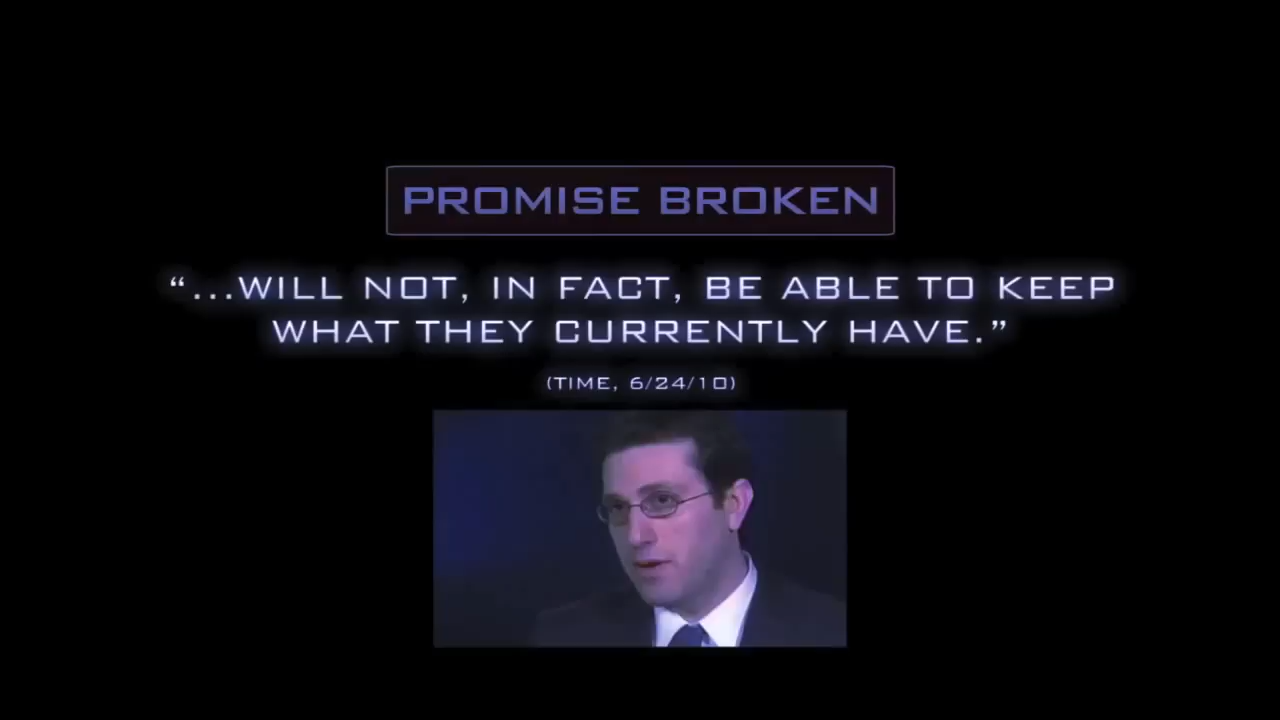 PROMISE BROKEN
“...WILL NOT, IN FACT, BE ABLE TO KEEP
WHAT THEY CURRENTLY HAVE.”
(TIME, 6/24/10)